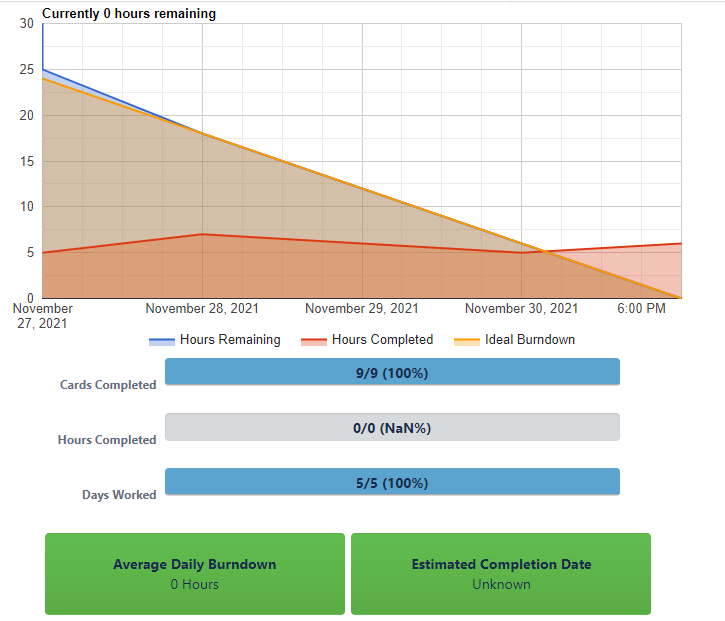 Currently 0 hours remaining
30
25
20
15
10
5
0
November 27, 2021
November 28, 2021
November 29, 2021
November 30, 2021
6:00 PM
Hours Remaining
Hours Completed
Ideal Burndown
Cards Completed
9/9 (100%)
Hours Completed
0/0 (NaN%)
Days Worked
5/5 (100%)
Average Daily Burndown
0 Hours
Estimated Completion Date
Unknown